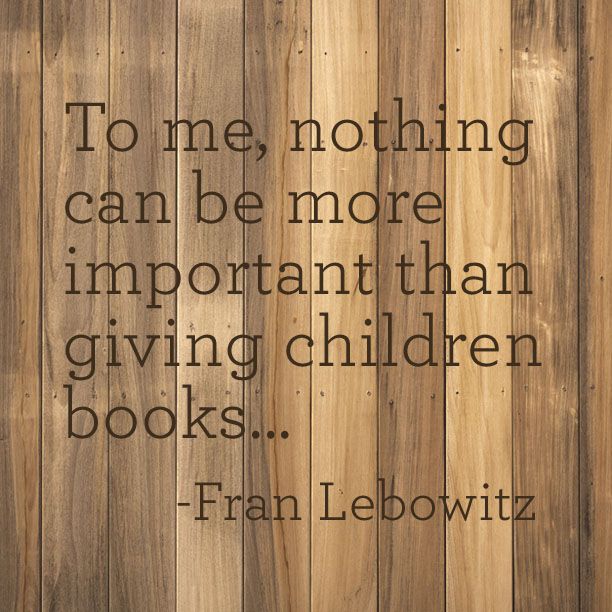 To me, nothing
can be more
important than
giving children
books...
-Fran Lebowitz